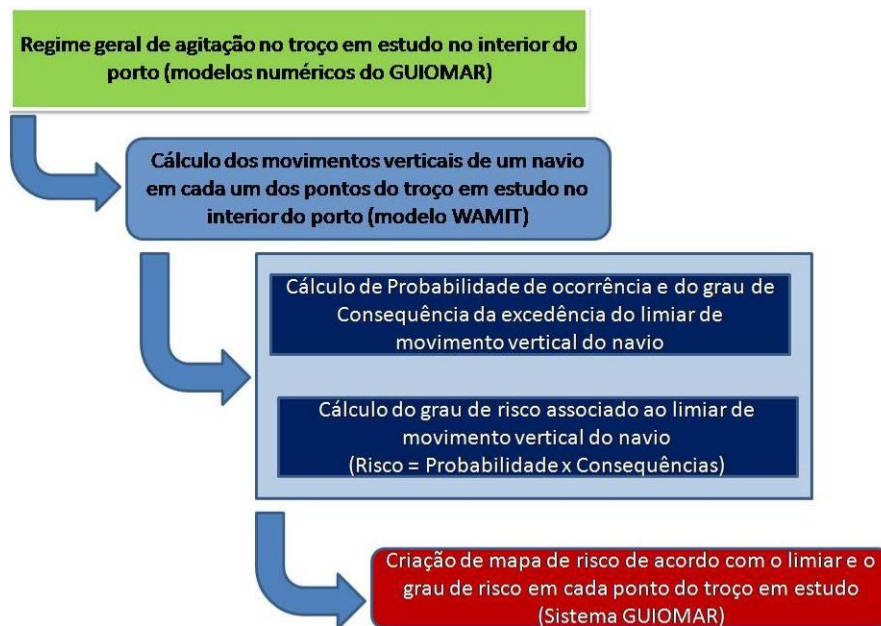 Regime geral de agitação no troço em estudo no interior do
porto (modelos numéricos do GUIOMAR)
Cálculo dos movimentos verticais de um navio
em cada um dos pontos do troço em estudo no
interior do porto (modelo WAMIT)
Cálculo de Probabilidade de ocorrência e do grau de
Consequência da excedência do limiar de
movimento vertical do navio
Cálculo do grau de risco associado ao limiar de
movimento vertical do navio
(Risco = Probabilidade x Consequências)
Criação de mapa de risco de acordo com o limiar e o
grau de risco em cada ponto do troço em estudo
(Sistema GUIOMAR)